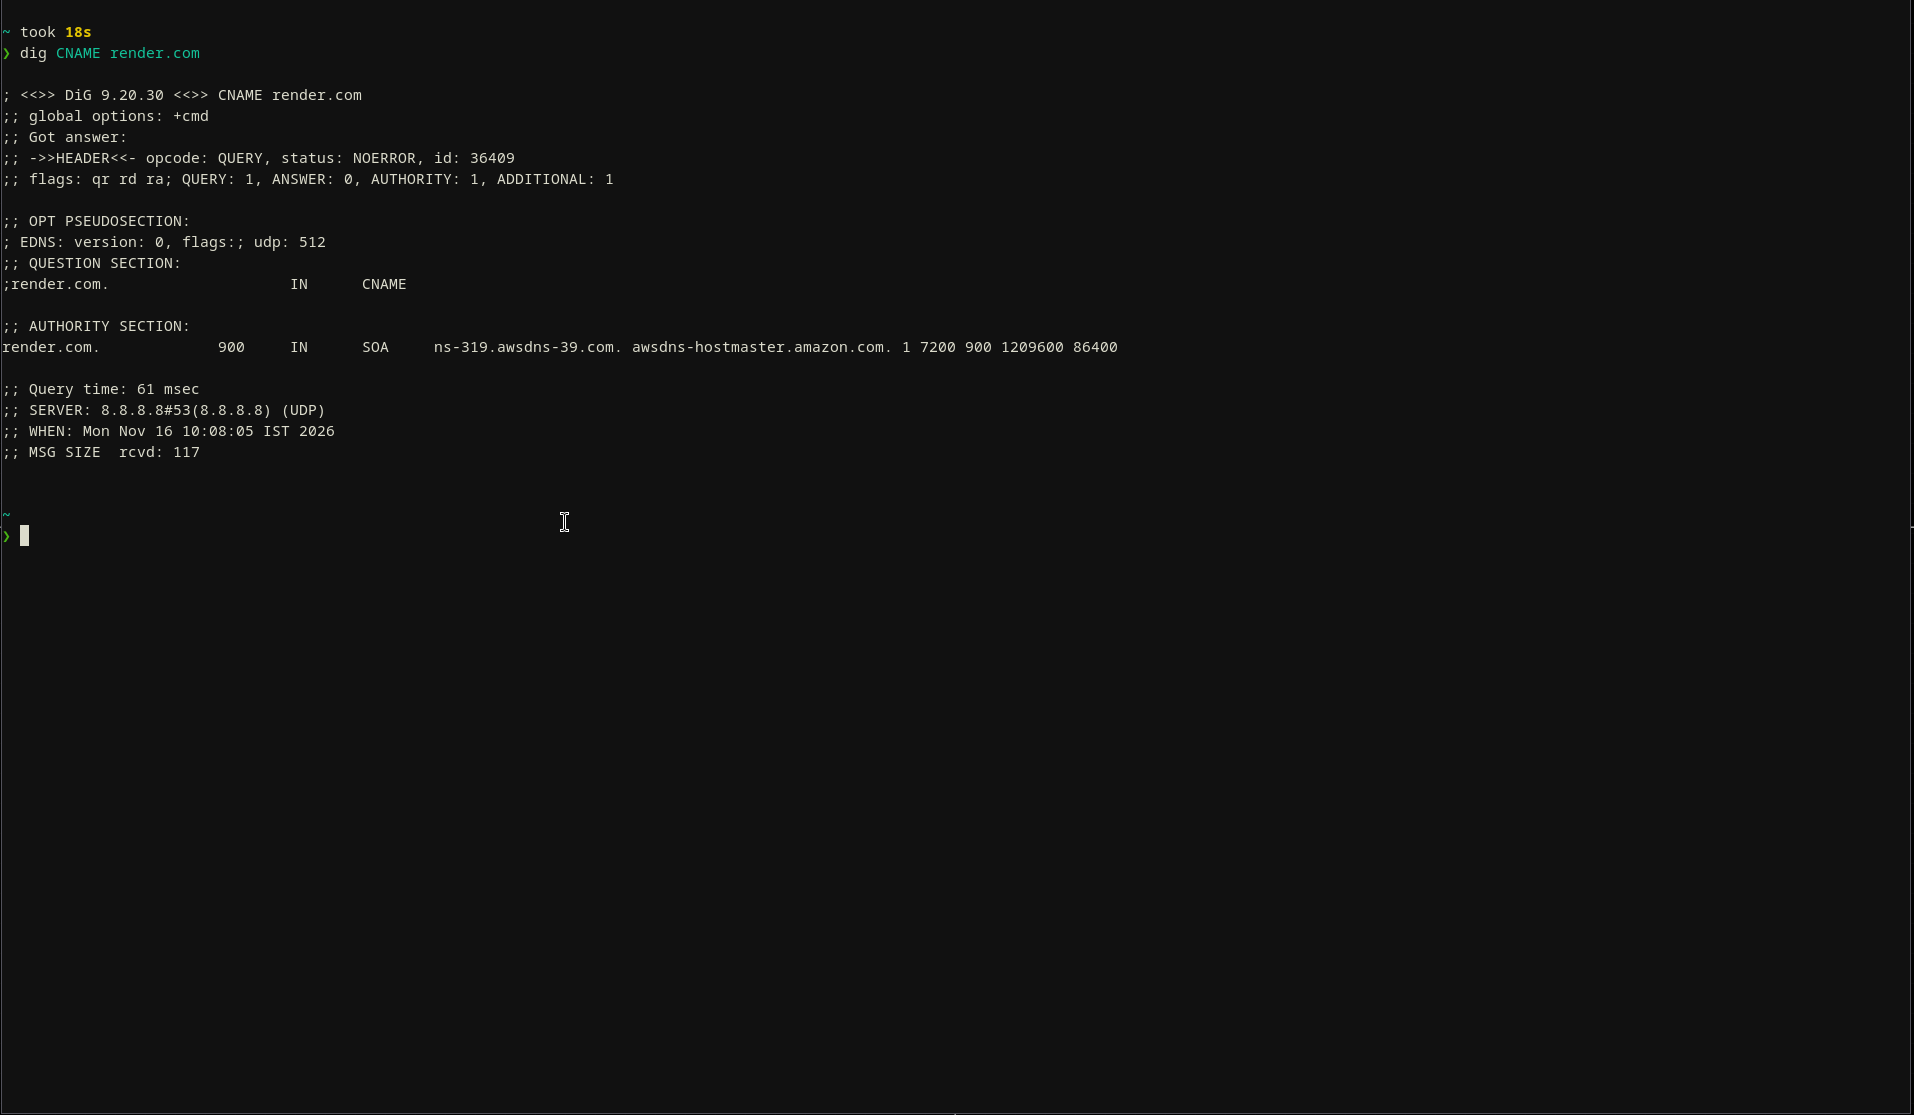 ~ took 18s
❯ dig CNAME render.com
; <<>> DiG 9.20.30 <<>> CNAME render.com
;; global options: +cmd
;; Got answer:
;; ->>HEADER<<- opcode: QUERY, status: NOERROR, id: 36409
;; flags: qr rd ra; QUERY: 1, ANSWER: 0, AUTHORITY: 1, ADDITIONAL: 1
;; OPT PSEUDOSECTION:
; EDNS: version: 0, flags:; udp: 512
;; QUESTION SECTION:
;render.com. IN CNAME
;; AUTHORITY SECTION:
render.com. 900 IN SOA ns-319.awsdns-39.com. awsdns-hostmaster.amazon.com. 1 7200 900 1209600 86400
;; Query time: 61 msec
;; SERVER: 8.8.8.8#53(8.8.8.8) (UDP)
;; WHEN: Mon Nov 16 10:08:05 IST 2026
;; MSG SIZE  rcvd: 117
~
❯